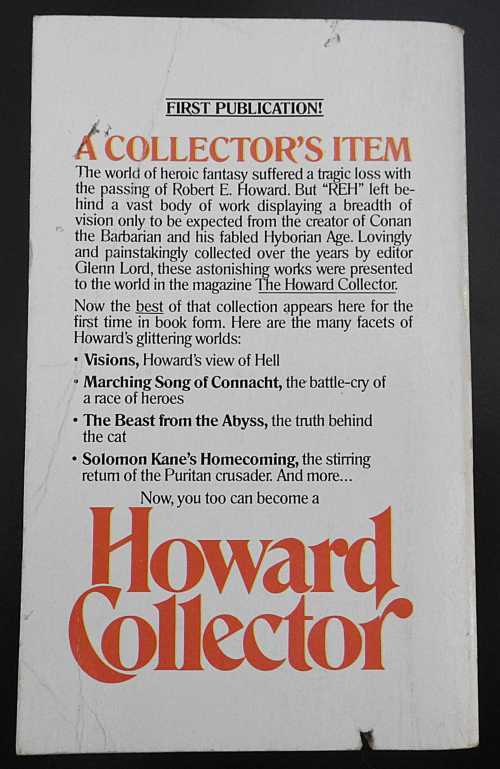 FIRST PUBLICATION!
A COLLECTOR'S ITEM
The world of heroic fantasy suffered a tragic loss with
the passing of Robert E. Howard. But “REH” left be-
hind a vast body of work displaying a breadth of
vision only to be expected from the creator of Conan
the Barbarian and his fabled Hyborian Age. Lovingly
and painstakingly collected over the years by editor
Glenn Lord, these astonishing works were presented
to the world in the magazine The Howard Collector.
Now the best of that collection appears here for the
first time in book form. Here are the many facets of
Howard's glittering worlds:
• Visions, Howard's view of Hell
• Marching Song of Connacht, the battle-cry of
a race of heroes
• The Beast from the Abyss, the truth behind
the cat
• Solomon Kane's Homecoming, the stirring
return of the Puritan crusader. And more...
Now, you too can become a
Howard
Collector